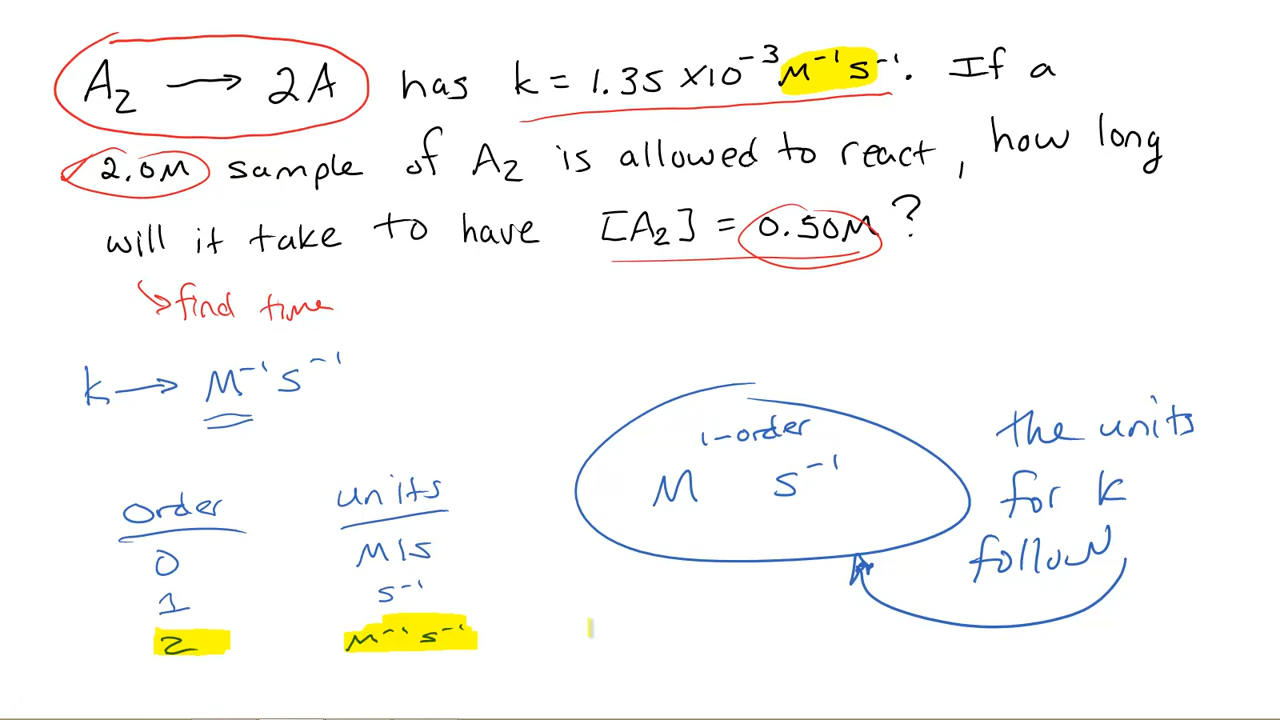 A₂ → 2A has k = 1.35 ×10⁻³ M⁻¹ s⁻¹. If a
2.0M sample of A₂ is allowed to react, how long
will it take to have [A₂] = 0.50M?
find time
k → M⁻¹ s⁻¹
1-order
M s⁻¹
the units
for k
follow
order units
0 M/s
1 s⁻¹
2 M⁻¹ s⁻¹